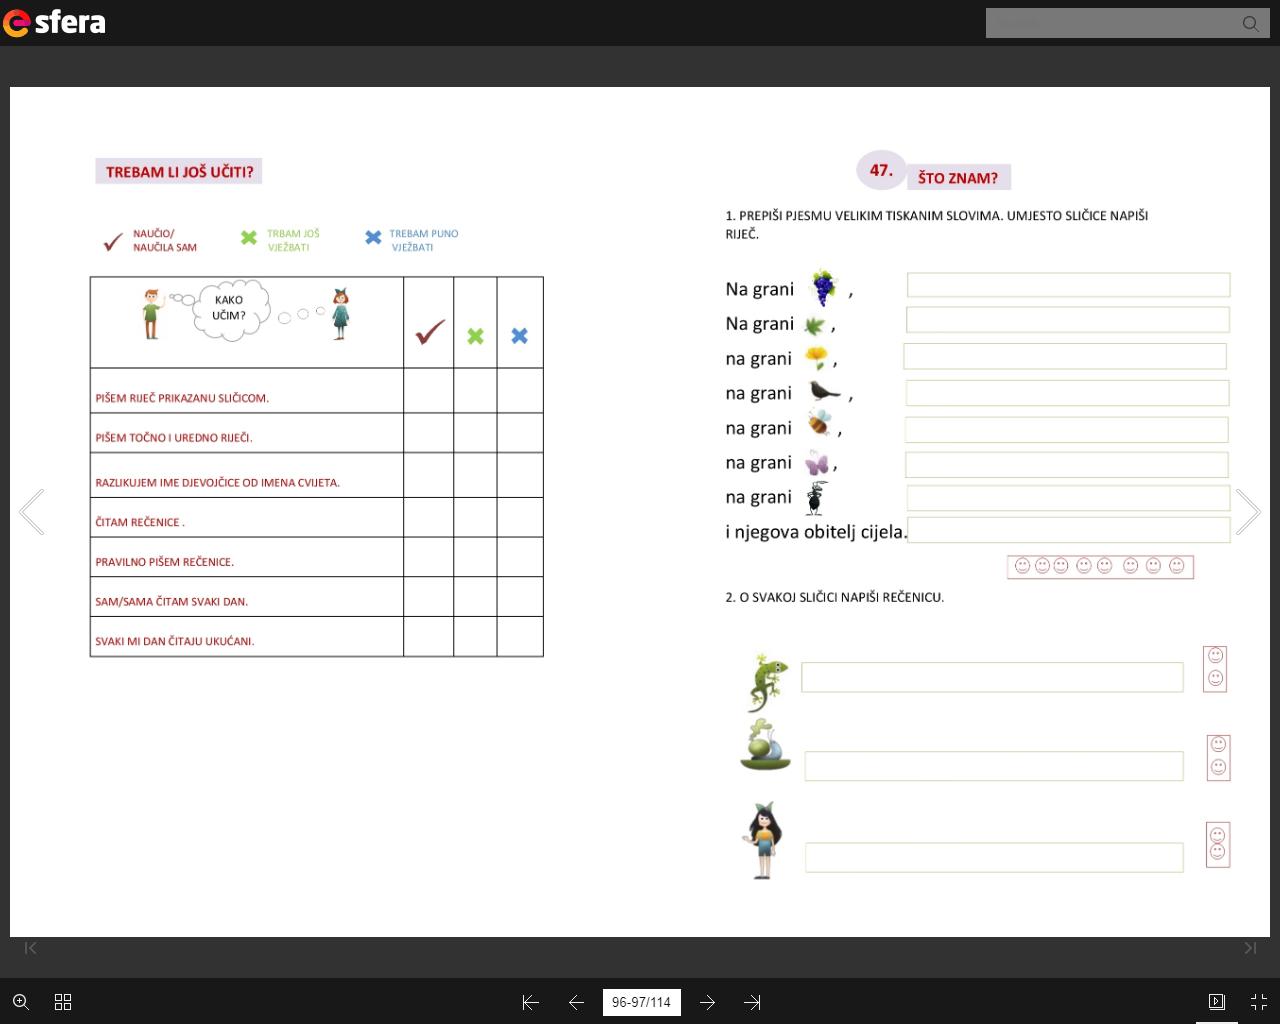 sfera
TREBAM LI JOŠ UČITI?
NAUČIO/
NAUČILA SAM
TRBAM JOŠ
VJEŽBATI
TREBAM PUNO
VJEŽBATI
KAKO
UČIM?
PIŠEM RIJEČ PRIKAZANU SLIČICOM.
PIŠEM TOČNO I UREDNO RIJEČI.
RAZLIKUJEM IME DJEVOJČICE OD IMENA CVIJETA.
ČITAM REČENICE .
PRAVILNO PIŠEM REČENICE.
SAM/SAMA ČITAM SVAKI DAN.
SVAKI MI DAN ČITAJU UKUĆANI.
47.
ŠTO ZNAM?
1. PREPIŠI PJESMU VELIKIM TISKANIM SLOVIMA. UMJESTO SLIČICE NAPIŠI
RIJEČ.
Na grani ,
Na grani ,
na grani ,
na grani ,
na grani ,
na grani ,
na grani
i njegova obitelj cijela.
2. O SVAKOJ SLIČICI NAPIŠI REČENICU.
96-97/114